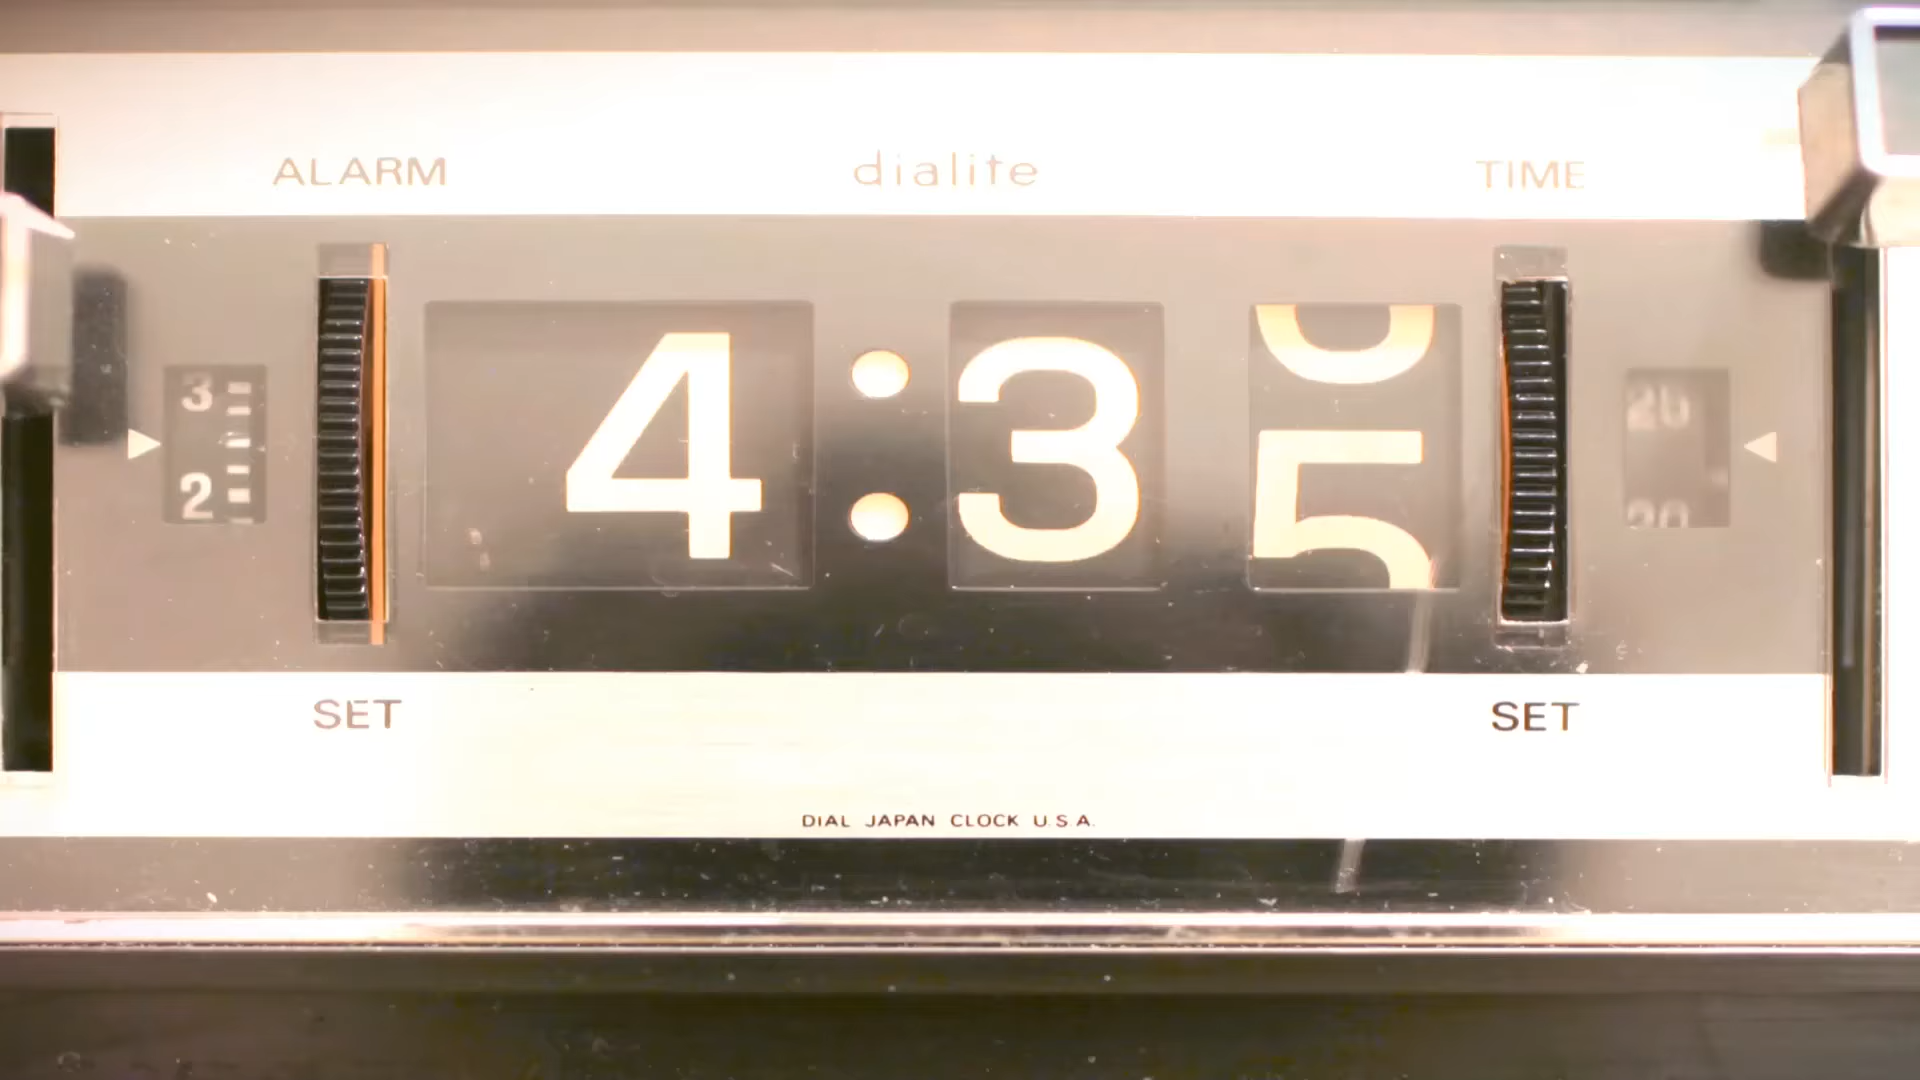 ALARM
dialite
TIME
3
2
4:35
SET
SET
DIAL JAPAN CLOCK U.S.A.